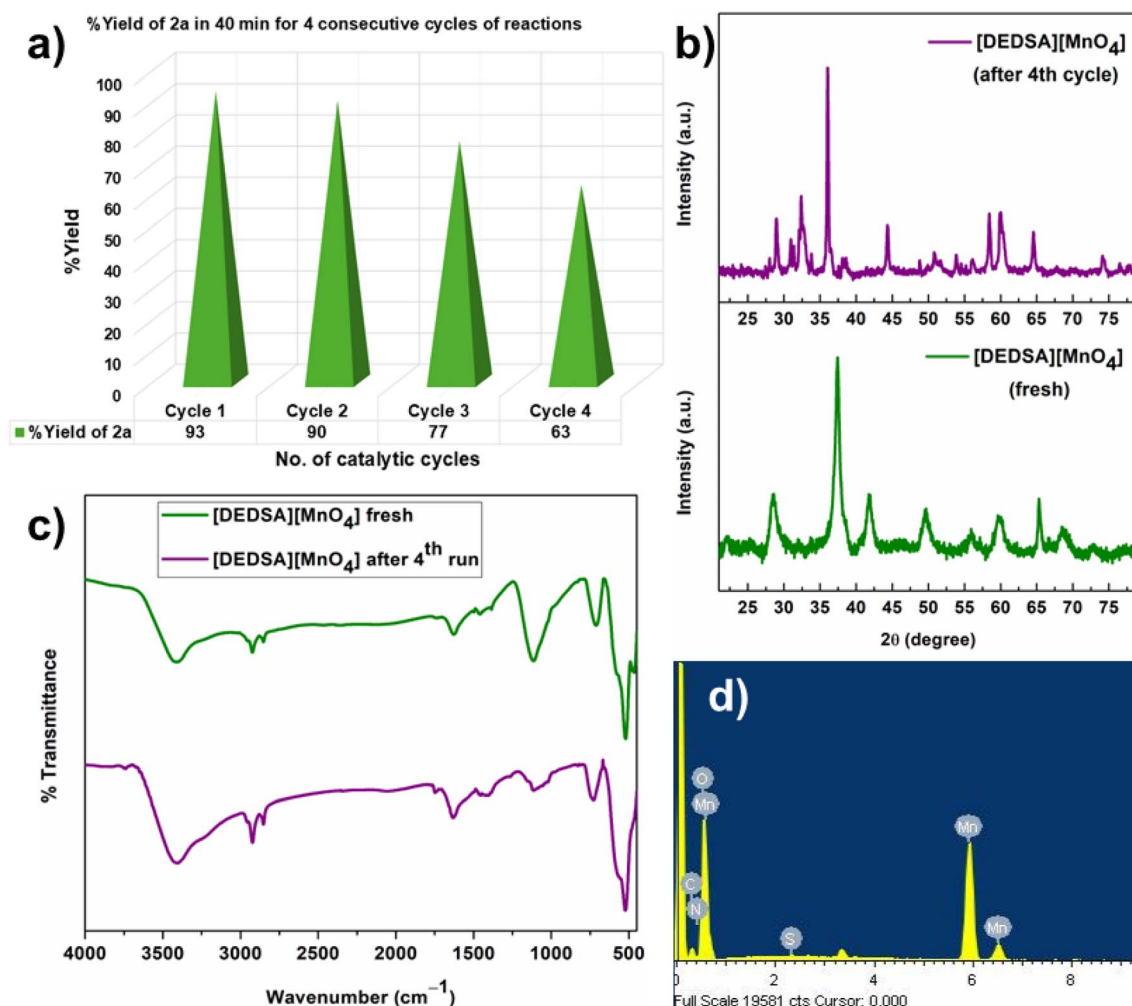 a)
%Yield of 2a in 40 min for 4 consecutive cycles of reactions
%Yield
100
90
80
70
60
50
40
30
20
10
0
Cycle 1 Cycle 2 Cycle 3 Cycle 4
%Yield of 2a 93 90 77 63
No. of catalytic cycles
b)
[DEDSA][MnO₄]
(after 4th cycle)
Intensity (a.u.)
25 30 35 40 45 50 55 60 65 70 75
[DEDSA][MnO₄]
(fresh)
Intensity (a.u.)
25 30 35 40 45 50 55 60 65 70 75
2θ (degree)
c)
[DEDSA][MnO₄] fresh
[DEDSA][MnO₄] after 4ᵗʰ run
% Transmittance
4000 3500 3000 2500 2000 1500 1000 500
Wavenumber (cm⁻¹)
d)
O
Mn
C
N
S
Mn
Mn
0 2 4 6 8
Full Scale 19581 cts Cursor: 0.000